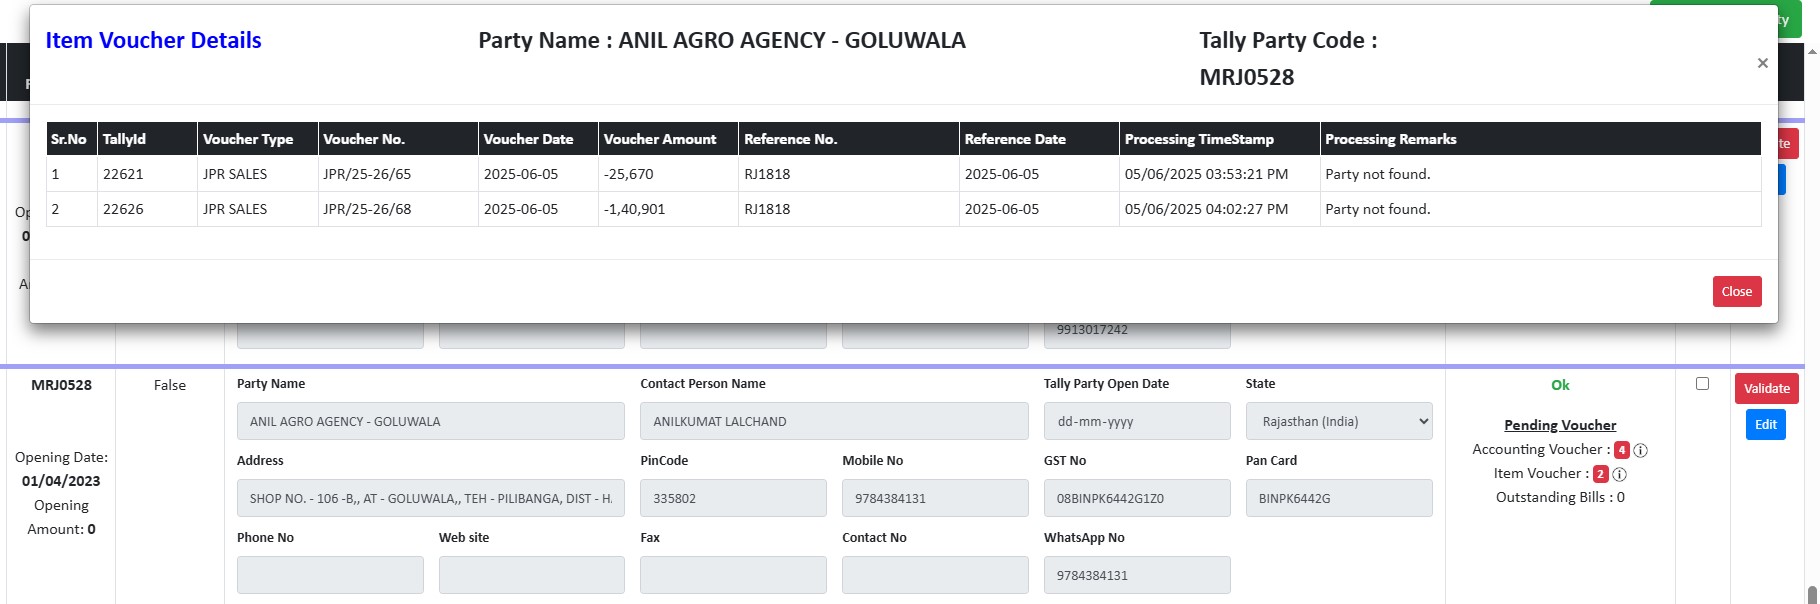 ty
Item Voucher Details
Party Name : ANIL AGRO AGENCY - GOLUWALA
Tally Party Code :
MRJ0528
×
Sr.No TallyId Voucher Type Voucher No. Voucher Date Voucher Amount Reference No. Reference Date Processing TimeStamp Processing Remarks
1 22621 JPR SALES JPR/25-26/65 2025-06-05 -25,670 RJ1818 2025-06-05 05/06/2025 03:53:21 PM Party not found.
2 22626 JPR SALES JPR/25-26/68 2025-06-05 -1,40,901 RJ1818 2025-06-05 05/06/2025 04:02:27 PM Party not found.
te
Close
9913017242
MRJ0528
Opening Date:
01/04/2023
Opening
Amount: 0
False
Party Name Contact Person Name Tally Party Open Date State
ANIL AGRO AGENCY - GOLUWALA ANILKUMAT LALCHAND dd-mm-yyyy Rajasthan (India)
Address PinCode Mobile No GST No Pan Card
SHOP NO. - 106 -B,, AT - GOLUWALA,, TEH - PILIBANGA, DIST - 335802 9784384131 08BINPK6442G1Z0 BINPK6442G
Phone No Web site Fax Contact No WhatsApp No
9784384131
Ok
Pending Voucher
Accounting Voucher : 4
Item Voucher : 2
Outstanding Bills : 0
Validate
Edit